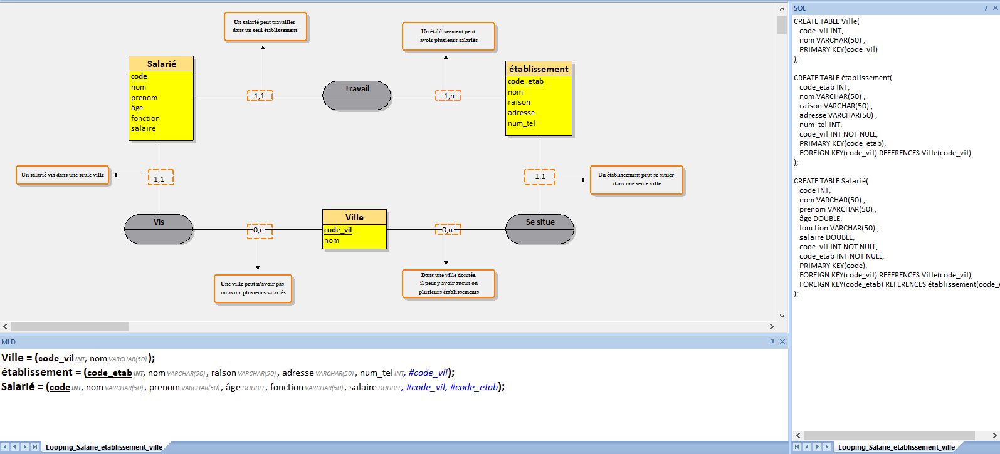 Un salarié peut travailler
dans un seul établissement
Un établiseement peut
avoir plusieurs salariés
Salarié
code
nom
prenom
âge
fonction
salaire
1,1
Travail
1,n
établissement
code_etab
nom
raison
adresse
num_tel
Un salarié vis dans une seule ville
1,1
1,1
Un établiseement peut se situer
dans une seule ville
Vis
0,n
Ville
code_vil
nom
0,n
Se situe
Une ville peut n'avoir pas
ou avoir plusieurs salariés
Dans une ville donnée,
il peut y avoir aucun ou
plusieurs établissements
MLD
Ville = (code_vil INT, nom VARCHAR(50));
établissement = (code_etab INT, nom VARCHAR(50), raison VARCHAR(50), adresse VARCHAR(50), num_tel INT, #code_vil);
Salarié = (code INT, nom VARCHAR(50), prenom VARCHAR(50), âge DOUBLE, fonction VARCHAR(50), salaire DOUBLE, #code_vil, #code_etab);
Looping_Salarie_etablissement_ville
SQL
CREATE TABLE Ville(
code_vil INT,
nom VARCHAR(50) ,
PRIMARY KEY(code_vil)
);
CREATE TABLE établissement(
code_etab INT,
nom VARCHAR(50) ,
raison VARCHAR(50) ,
adresse VARCHAR(50) ,
num_tel INT,
code_vil INT NOT NULL,
PRIMARY KEY(code_etab),
FOREIGN KEY(code_vil) REFERENCES Ville(code_vil)
);
CREATE TABLE Salarié(
code INT,
nom VARCHAR(50) ,
prenom VARCHAR(50) ,
âge DOUBLE,
fonction VARCHAR(50) ,
salaire DOUBLE,
code_vil INT NOT NULL,
code_etab INT NOT NULL,
PRIMARY KEY(code),
FOREIGN KEY(code_vil) REFERENCES Ville(code_vil),
FOREIGN KEY(code_etab) REFERENCES établissement(code_e
);
Looping_Salarie_etablissement_ville